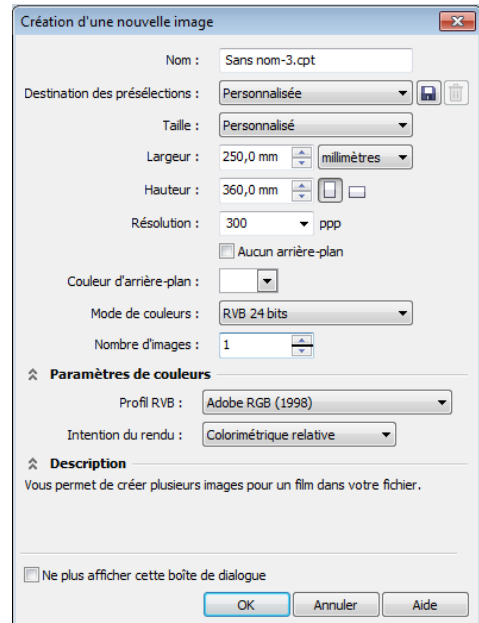 Création d'une nouvelle image
Nom : Sans nom-3.cpt
Destination des présélections : Personnalisée
Taille : Personnalisé
Largeur : 250,0 mm millimètres
Hauteur : 360,0 mm
Résolution : 300 ppp
Aucun arrière-plan
Couleur d'arrière-plan :
Mode de couleurs : RVB 24 bits
Nombre d'images : 1
Paramètres de couleurs
Profil RVB : Adobe RGB (1998)
Intention du rendu : Colorimétrique relative
Description
Vous permet de créer plusieurs images pour un film dans votre fichier.
Ne plus afficher cette boîte de dialogue
OK Annuler Aide